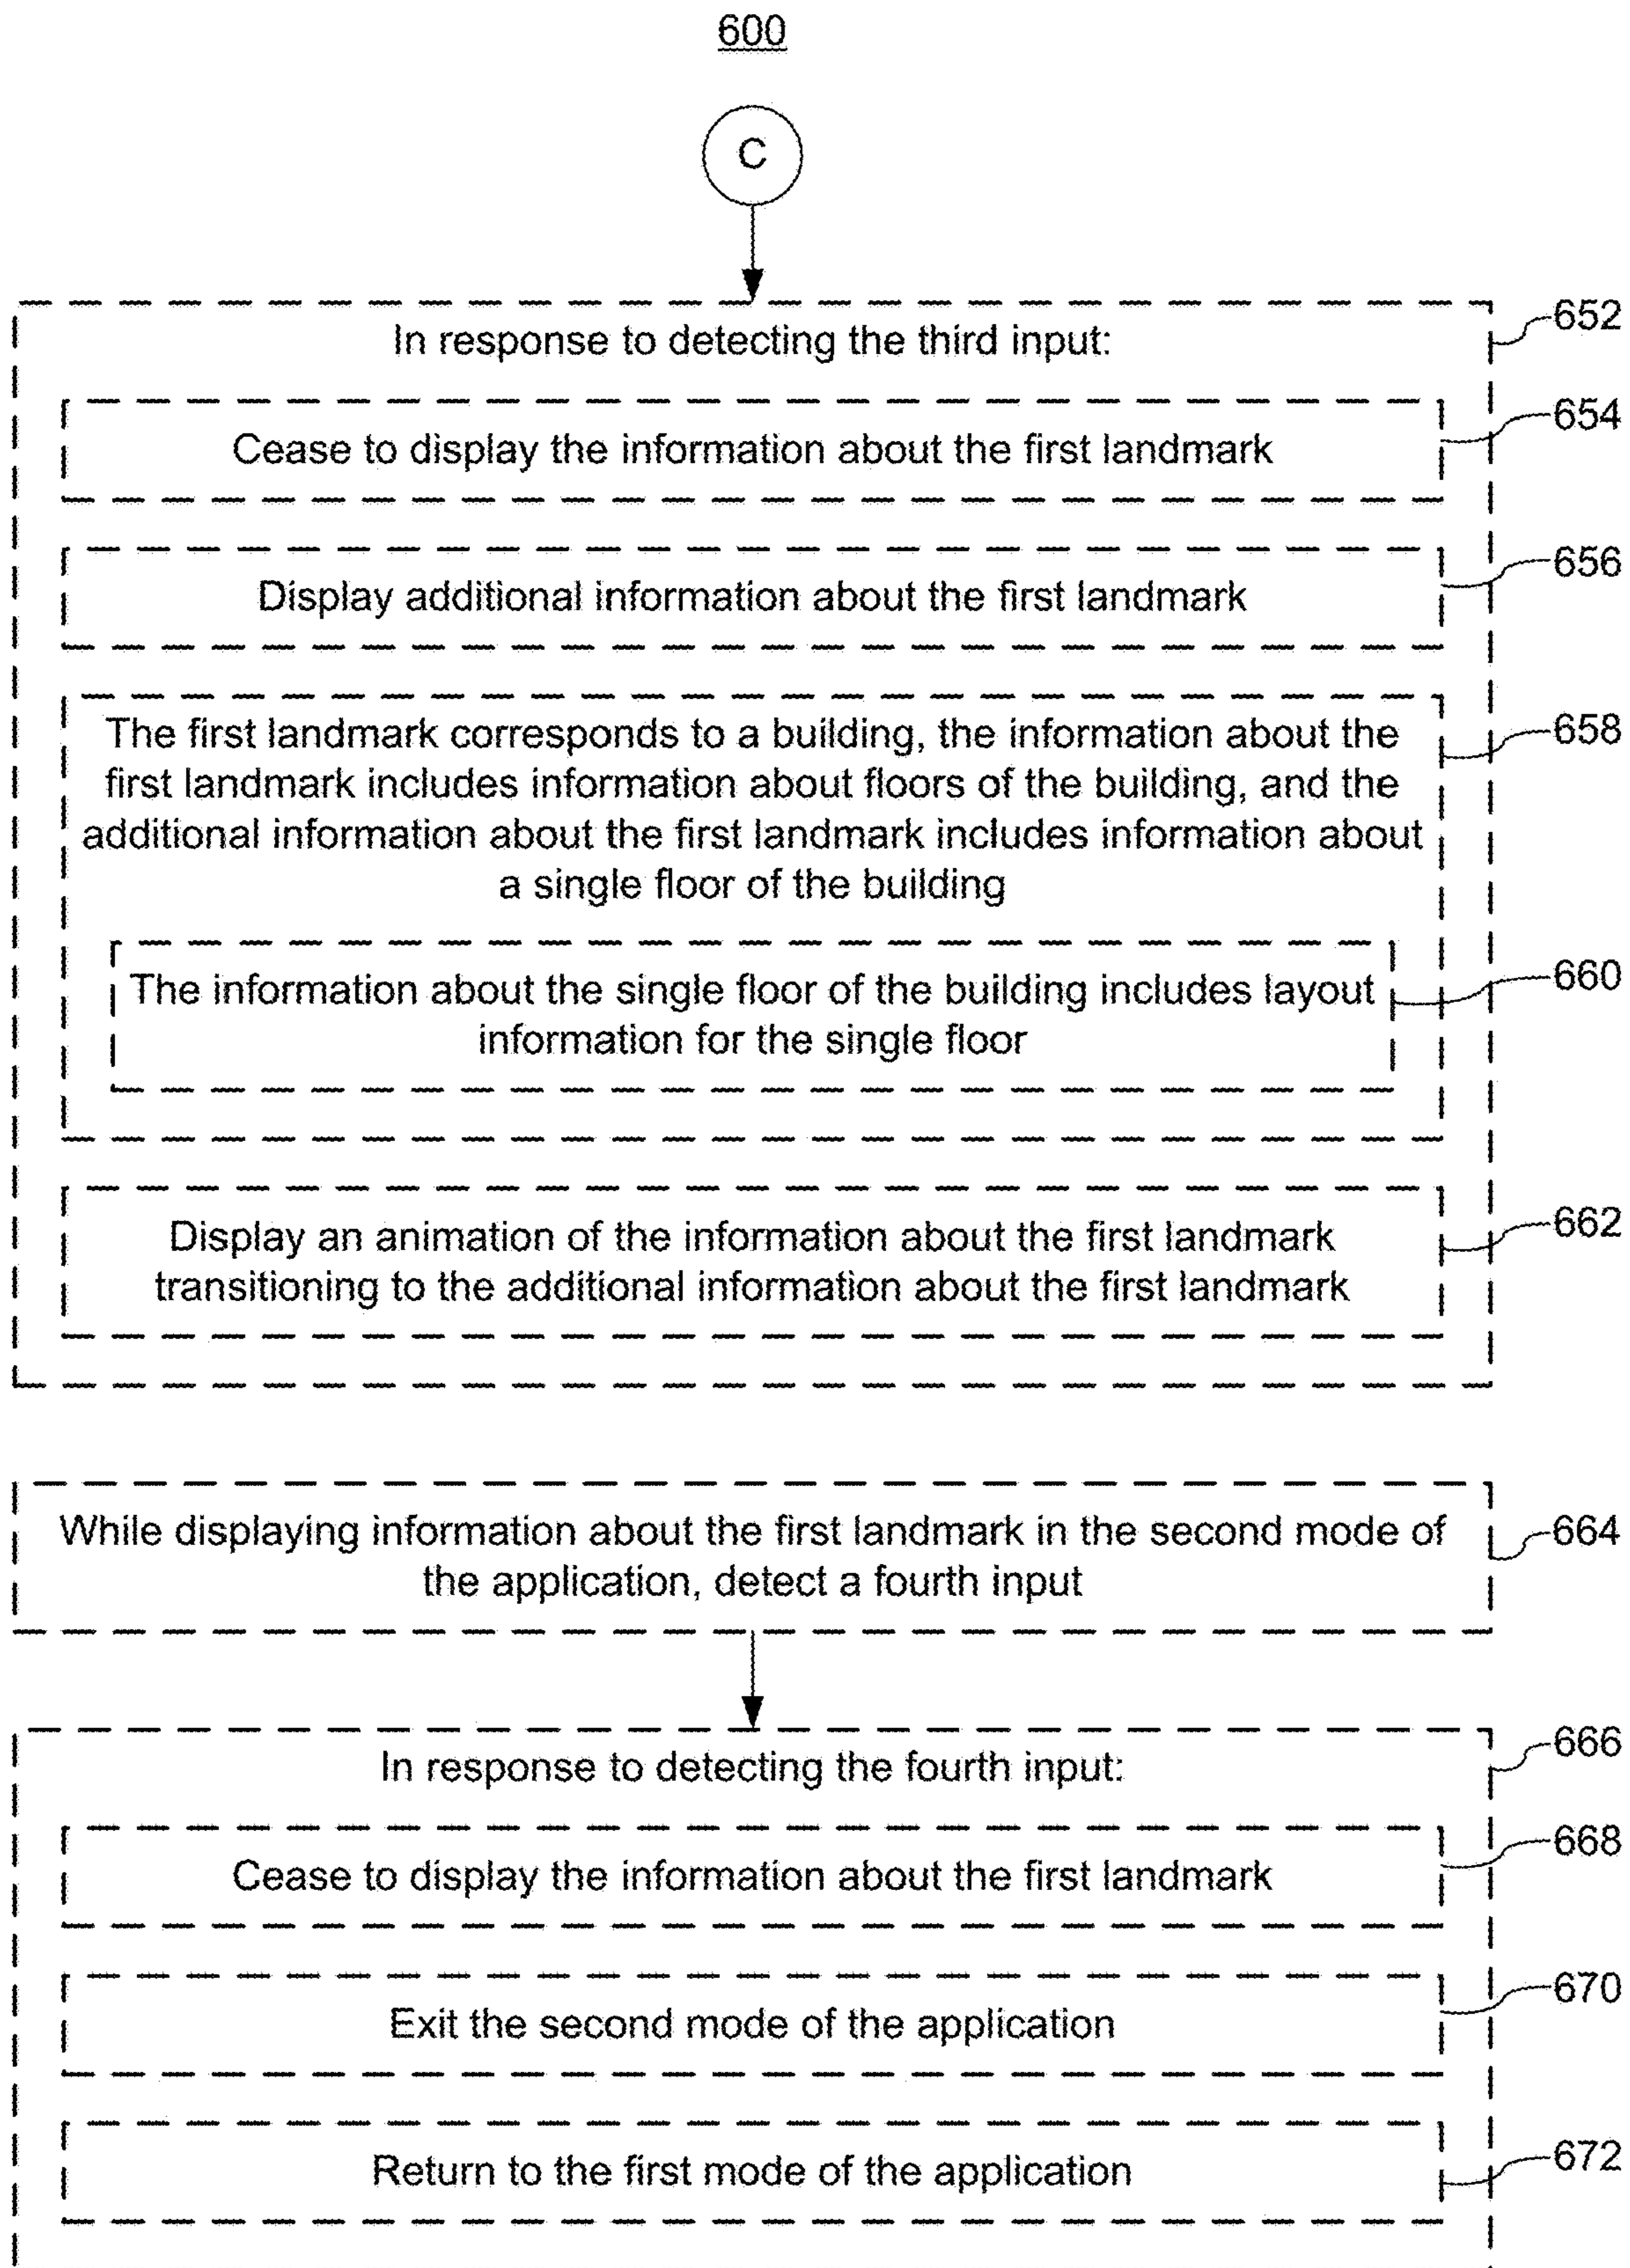 600
C
In response to detecting the third input:
652
Cease to display the information about the first landmark
654
Display additional information about the first landmark
656
The first landmark corresponds to a building, the information about the
first landmark includes information about floors of the building, and the
additional information about the first landmark includes information about
a single floor of the building
658
The information about the single floor of the building includes layout
information for the single floor
660
Display an animation of the information about the first landmark
transitioning to the additional information about the first landmark
662
While displaying information about the first landmark in the second mode of
the application, detect a fourth input
664
In response to detecting the fourth input:
666
Cease to display the information about the first landmark
668
Exit the second mode of the application
670
Return to the first mode of the application
672